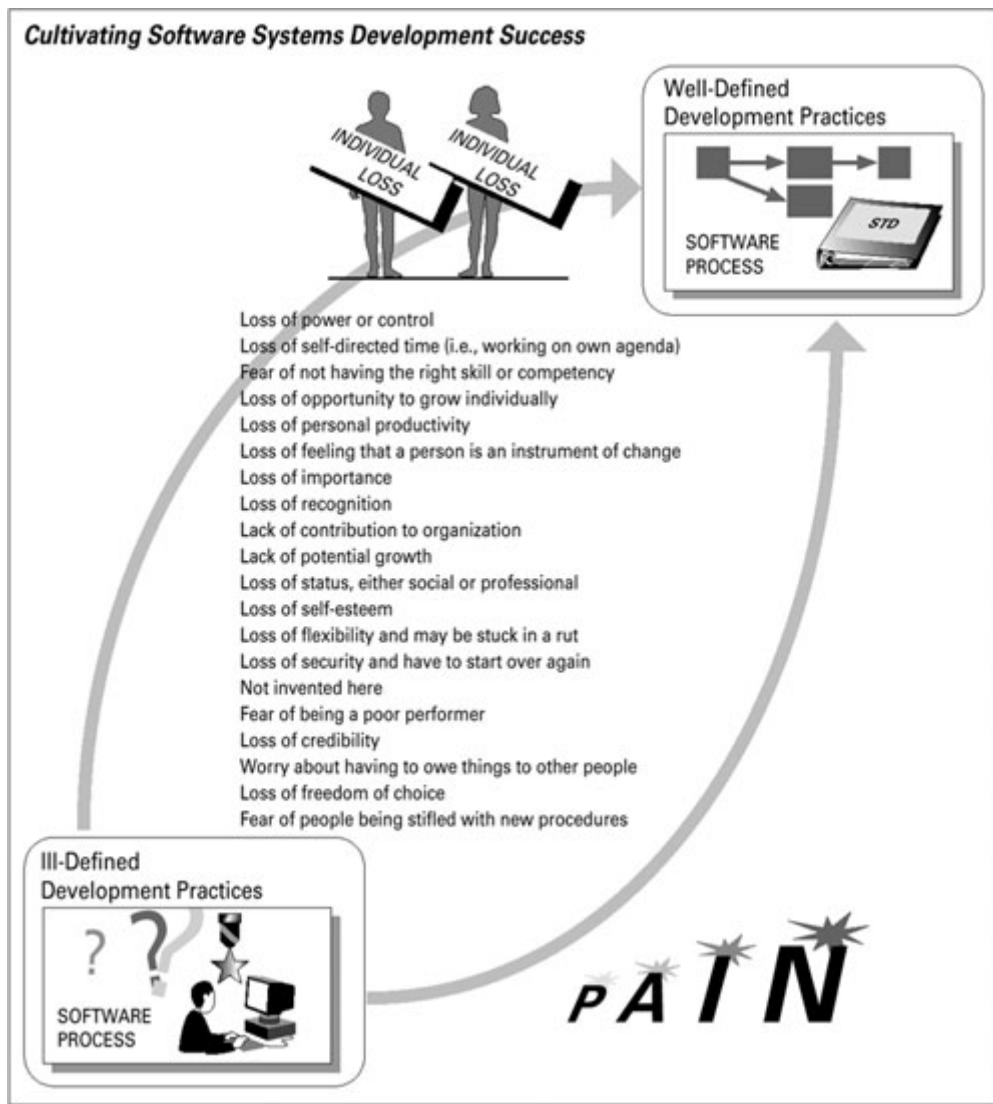 Cultivating Software Systems Development Success
Well-Defined
Development Practices
STD
SOFTWARE
PROCESS
INDIVIDUAL
LOSS
INDIVIDUAL
LOSS
Loss of power or control
Loss of self-directed time (i.e., working on own agenda)
Fear of not having the right skill or competency
Loss of opportunity to grow individually
Loss of personal productivity
Loss of feeling that a person is an instrument of change
Loss of importance
Loss of recognition
Lack of contribution to organization
Lack of potential growth
Loss of status, either social or professional
Loss of self-esteem
Loss of flexibility and may be stuck in a rut
Loss of security and have to start over again
Not invented here
Fear of being a poor performer
Loss of credibility
Worry about having to owe things to other people
Loss of freedom of choice
Fear of people being stifled with new procedures
Ill-Defined
Development Practices
? ? ?
SOFTWARE
PROCESS
PAIN